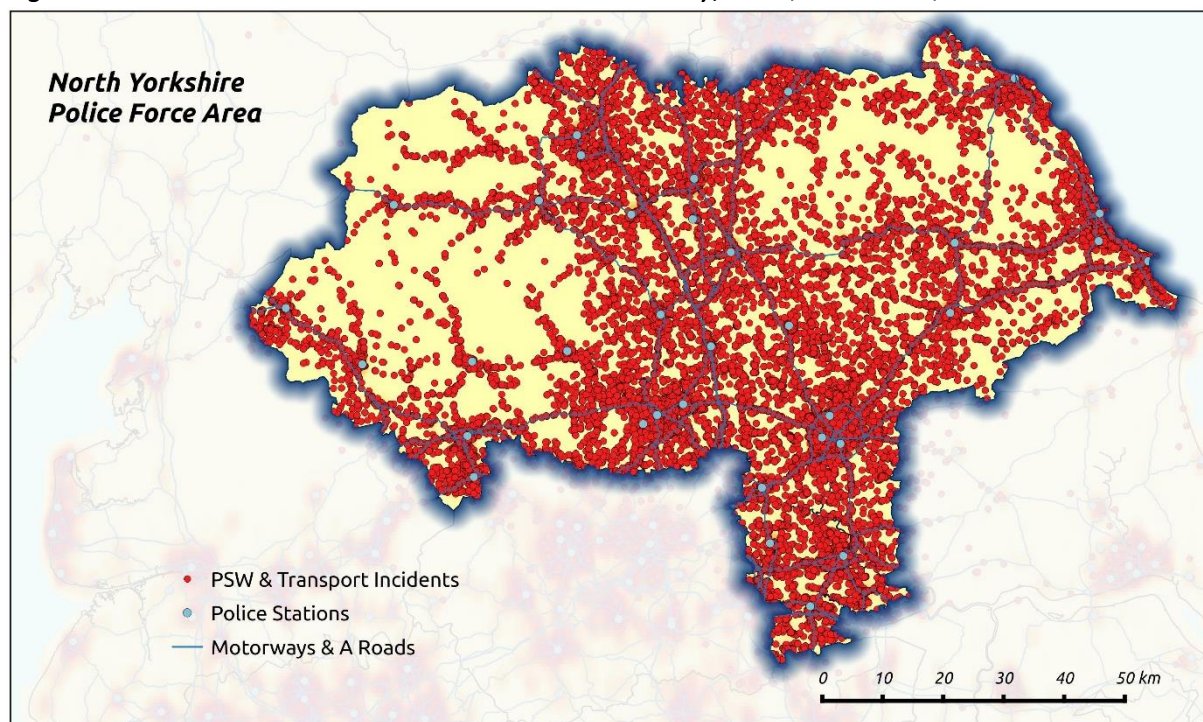 North Yorkshire
Police Force Area
PSW & Transport Incidents
Police Stations
Motorways & A Roads
0 10 20 30 40 50 km